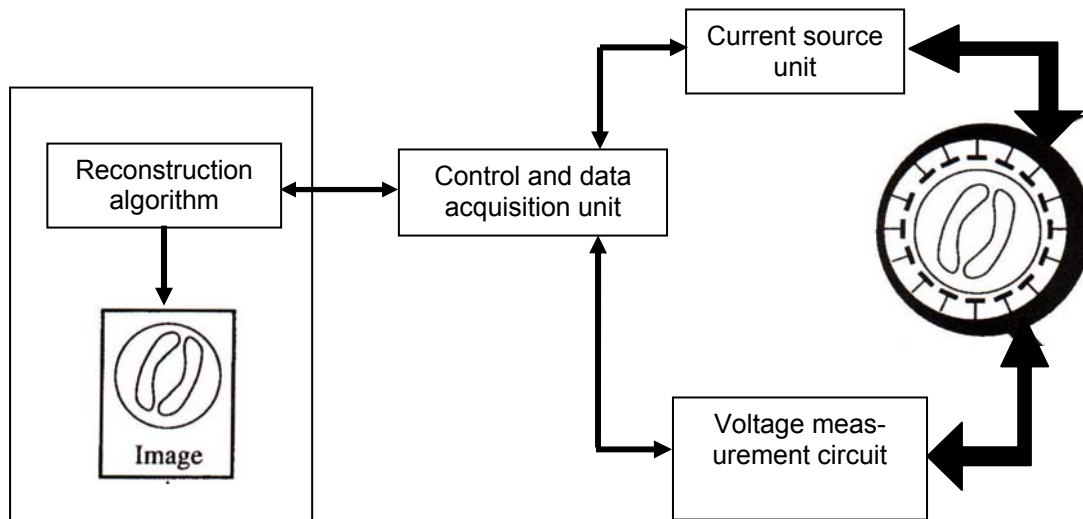 Current source
unit
Reconstruction
algorithm
Control and data
acquisition unit
Image
Voltage meas-
urement circuit